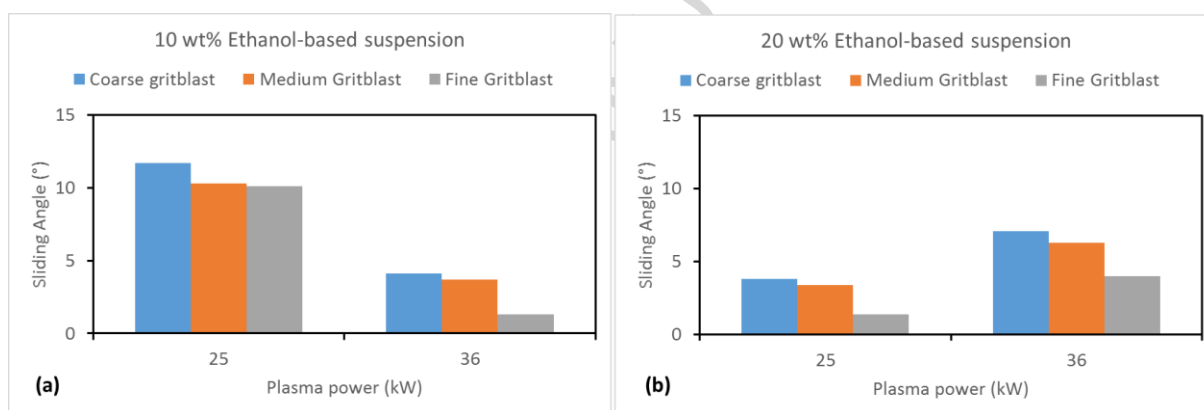 10 wt% Ethanol-based suspension
Coarse gritblast Medium Gritblast Fine Gritblast
15
10
5
0
Sliding Angle (°)
25 36
Plasma power (kW)
(a)
20 wt% Ethanol-based suspension
Coarse gritblast Medium Gritblast Fine Gritblast
15
10
5
0
Sliding Angle (°)
25 36
Plasma power (kW)
(b)